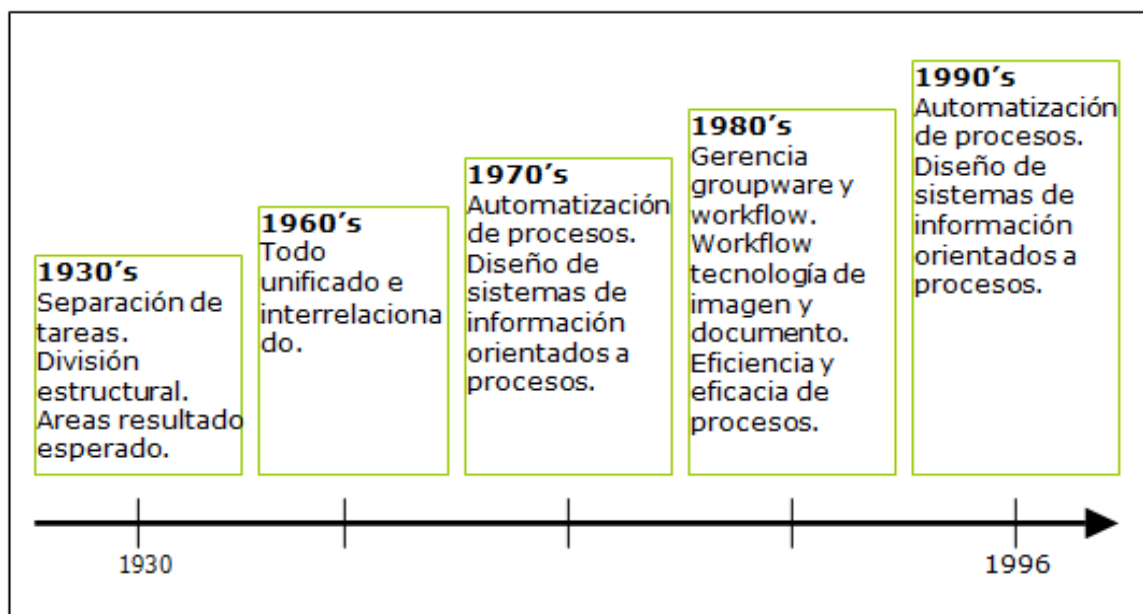 1930’s
Separación de
tareas.
División
estructural.
Areas resultado
esperado.
1960’s
Todo
unificado e
interrelaciona
do.
1970’s
Automatización
de procesos.
Diseño de
sistemas de
información
orientados a
procesos.
1980’s
Gerencia
groupware y
workflow.
Workflow
tecnología de
imagen y
documento.
Eficiencia y
eficacia de
procesos.
1990’s
Automatización
de procesos.
Diseño de
sistemas de
información
orientados a
procesos.
1930
1996